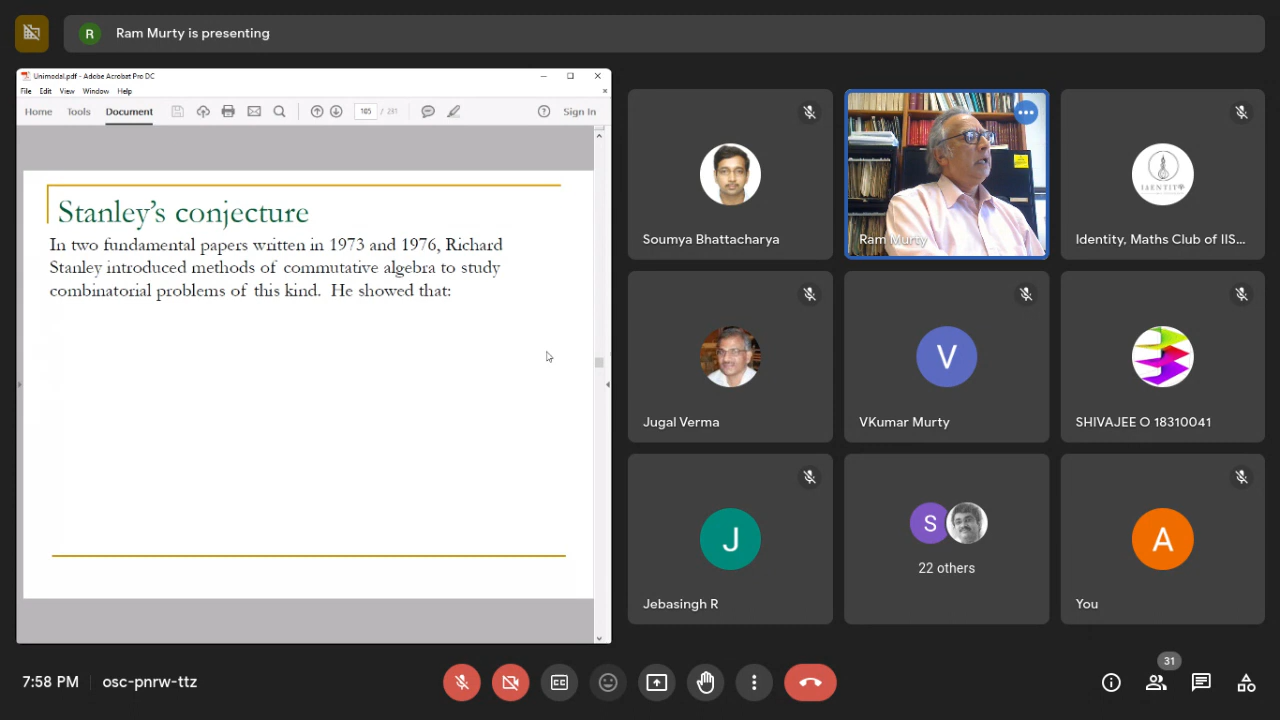 R
Ram Murty is presenting
Unimodal.pdf - Adobe Acrobat Pro DC
File Edit View Window Help
Home Tools Document 105 / 281 Sign In
Stanley's conjecture
In two fundamental papers written in 1973 and 1976, Richard
Stanley introduced methods of commutative algebra to study
combinatorial problems of this kind. He showed that:
Soumya Bhattacharya
Ram Murty
Identity, Maths Club of IIS...
Jugal Verma
V
VKumar Murty
SHIVAJEE O 18310041
J
Jebasingh R
S
22 others
A
You
7:58 PM osc-pnrw-ttz
31